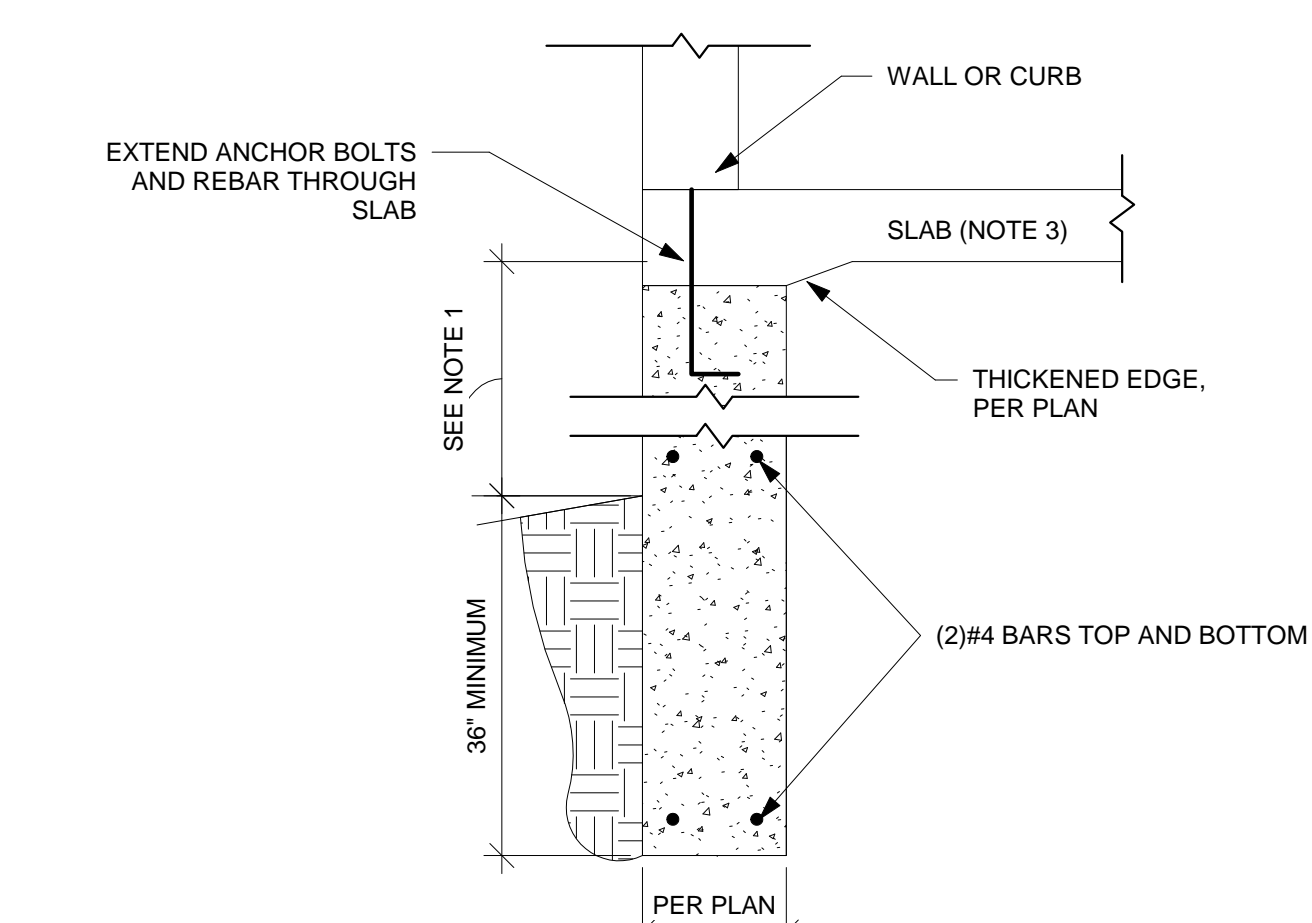 WALL OR CURB
EXTEND ANCHOR BOLTS
AND REBAR THROUGH
SLAB
SLAB (NOTE 3)
SEE NOTE 1
THICKENED EDGE,
PER PLAN
36" MINIMUM
(2)#4 BARS TOP AND BOTTOM
PER PLAN